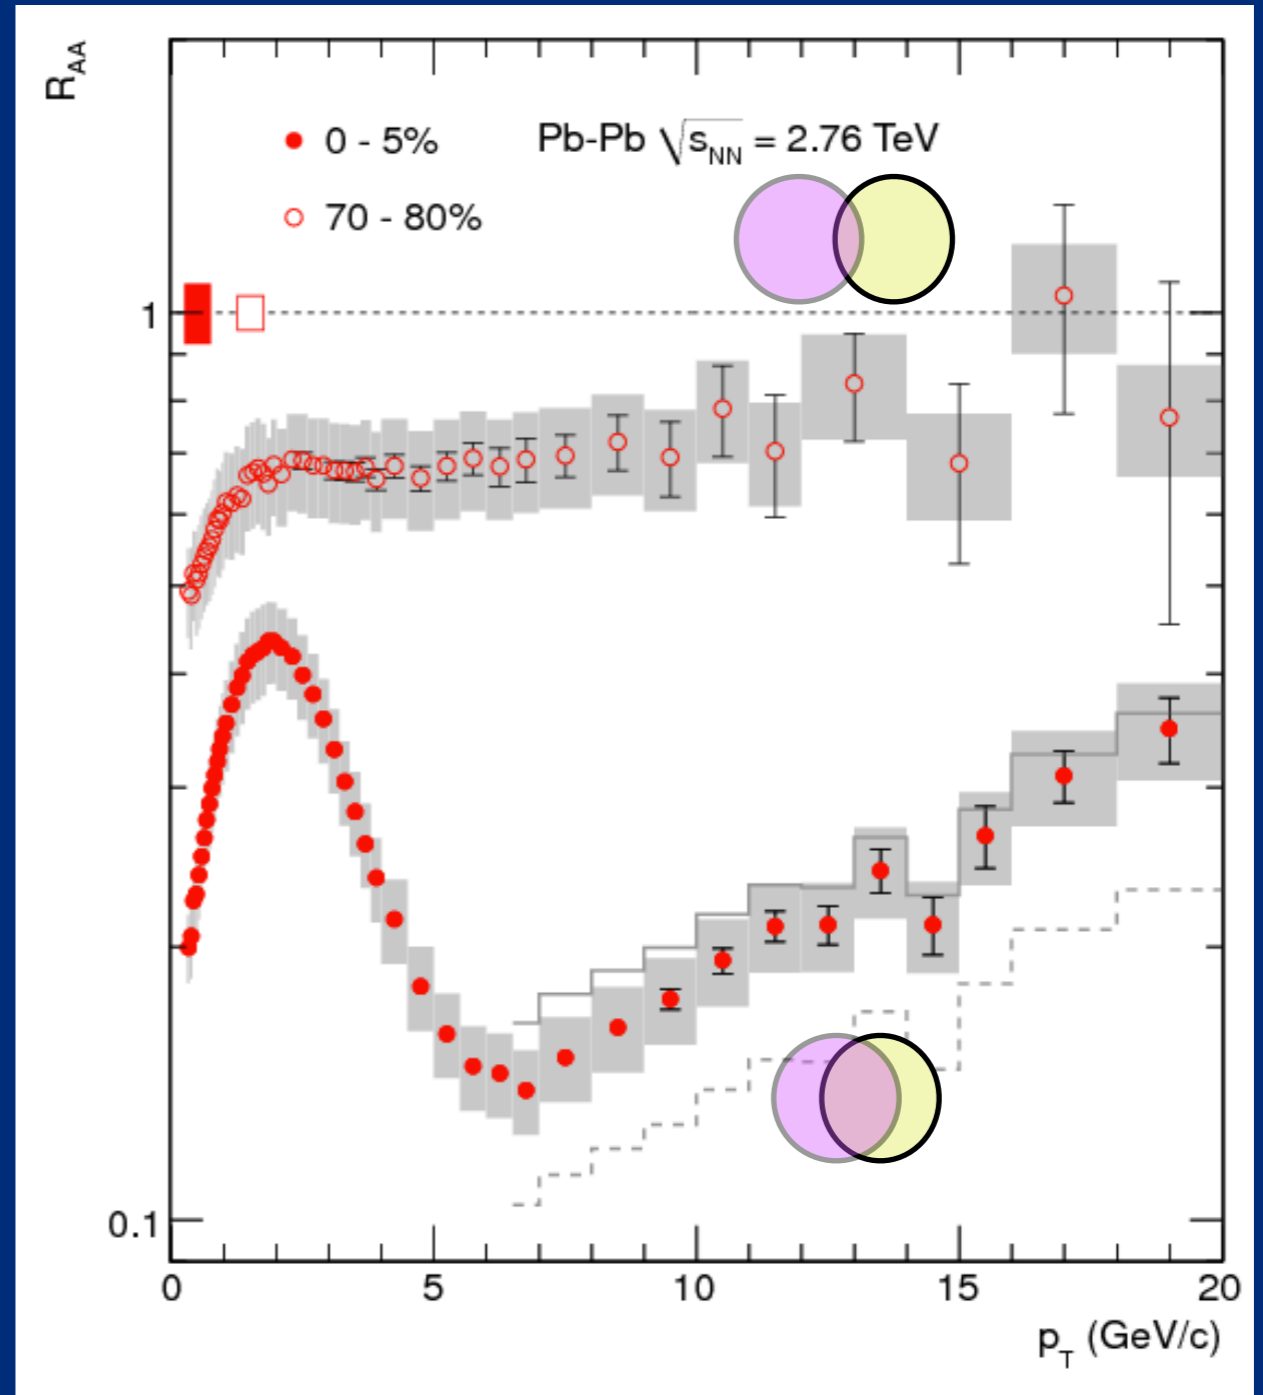 R_AA
0 - 5% Pb-Pb √s_NN = 2.76 TeV
70 - 80%
1
0.1
0 5 10 15 20
p_T (GeV/c)